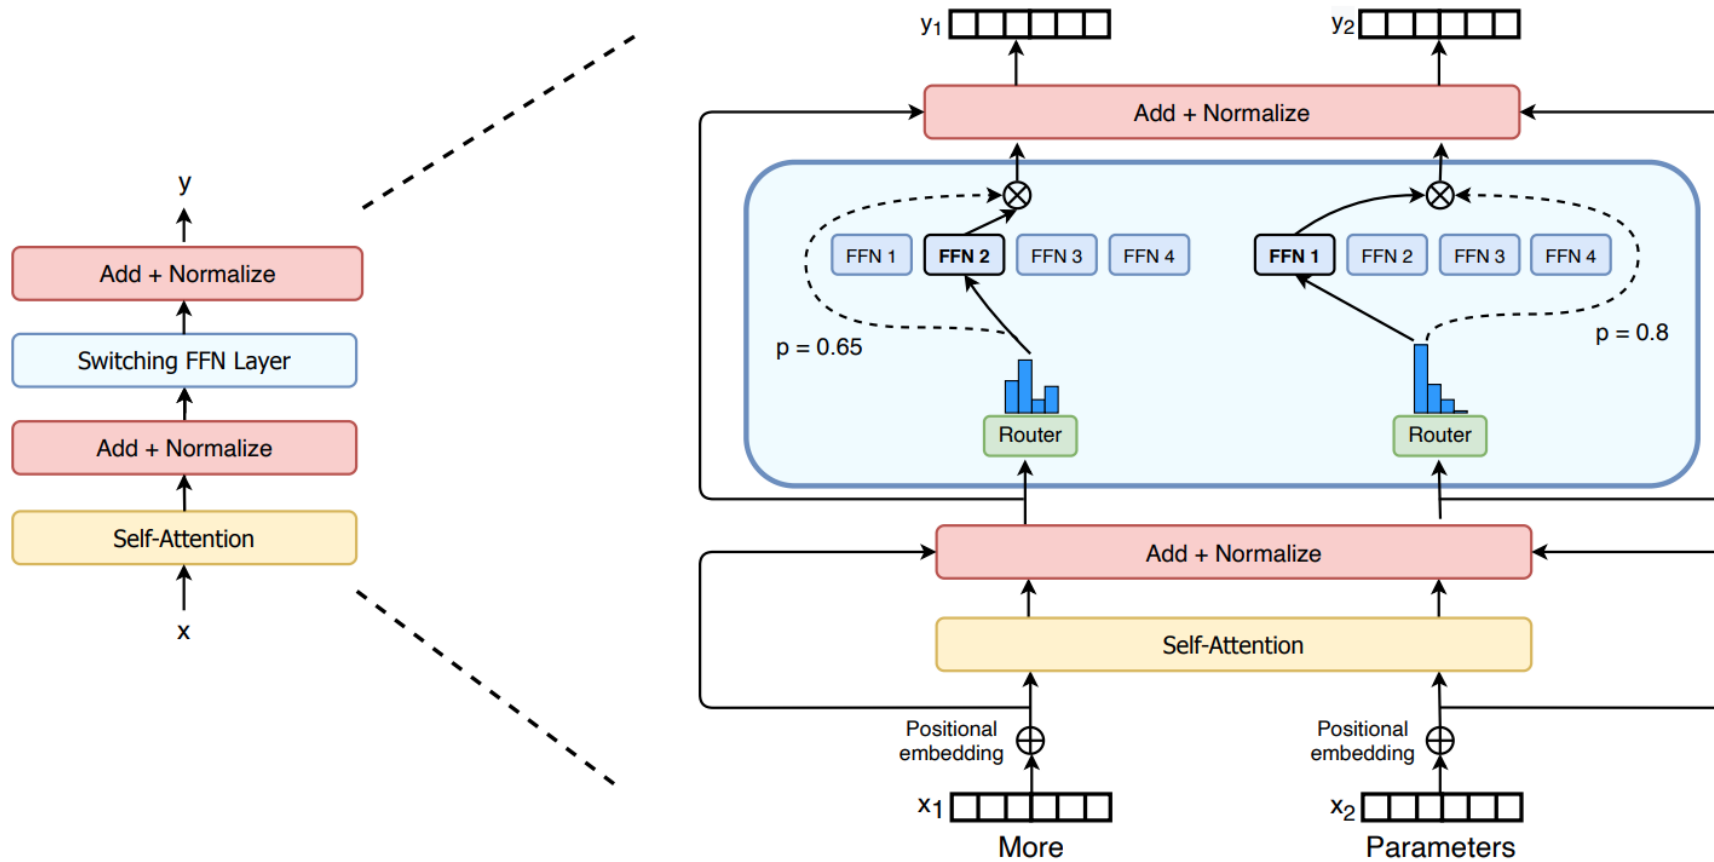 y
Add + Normalize
Switching FFN Layer
Add + Normalize
Self-Attention
x
y1
y2
Add + Normalize
FFN 1
FFN 2
FFN 3
FFN 4
FFN 1
FFN 2
FFN 3
FFN 4
p = 0.65
p = 0.8
Router
Router
Add + Normalize
Self-Attention
Positional
embedding
Positional
embedding
x1
x2
More
Parameters